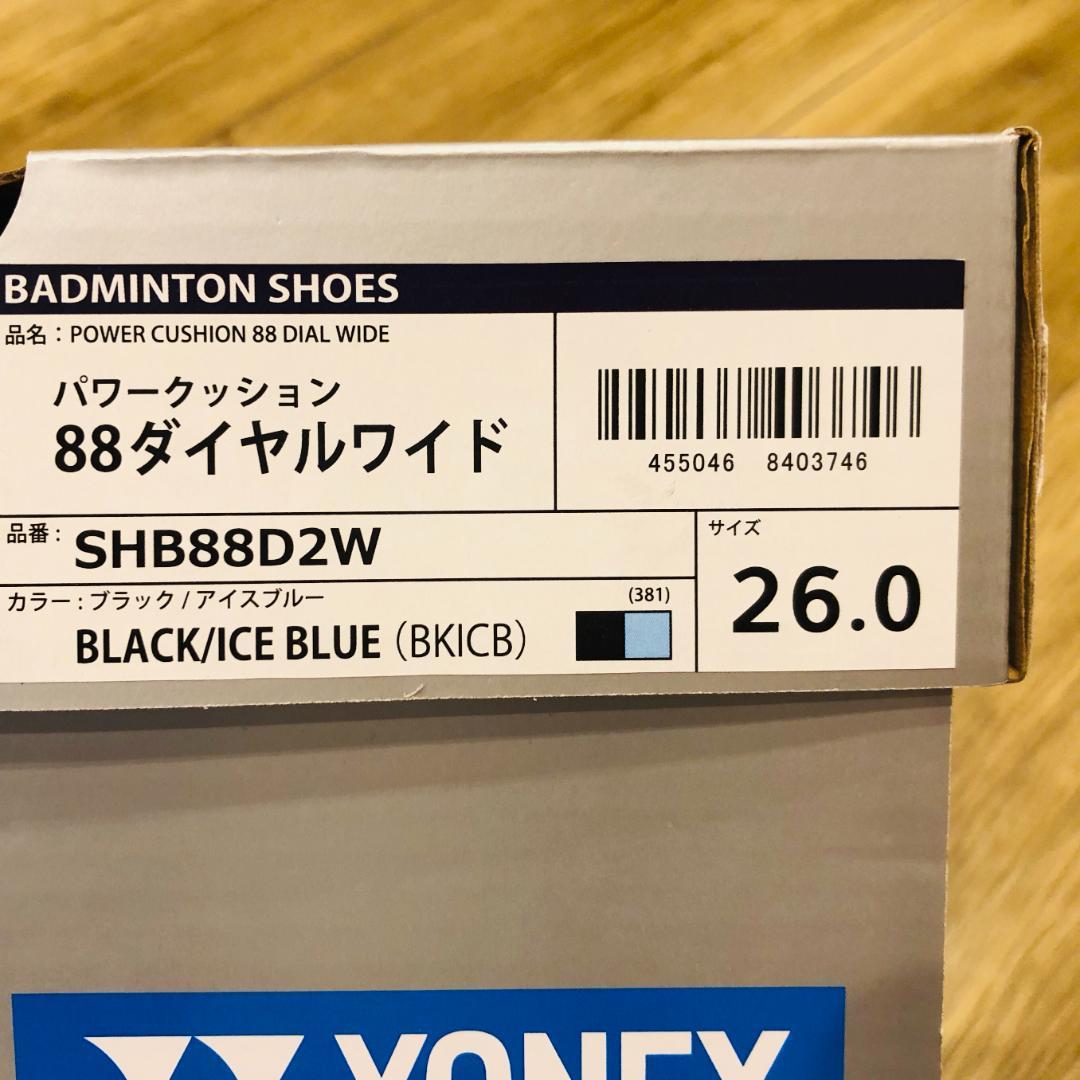 BADMINTON SHOES
品名：POWER CUSHION 88 DIAL WIDE
パワークッション
88ダイヤルワイド
455046 8403746
品番：
SHB88D2W
サイズ
26.0
カラー：ブラック / アイスブルー
(381)
BLACK/ICE BLUE（BKICB）
YONEX